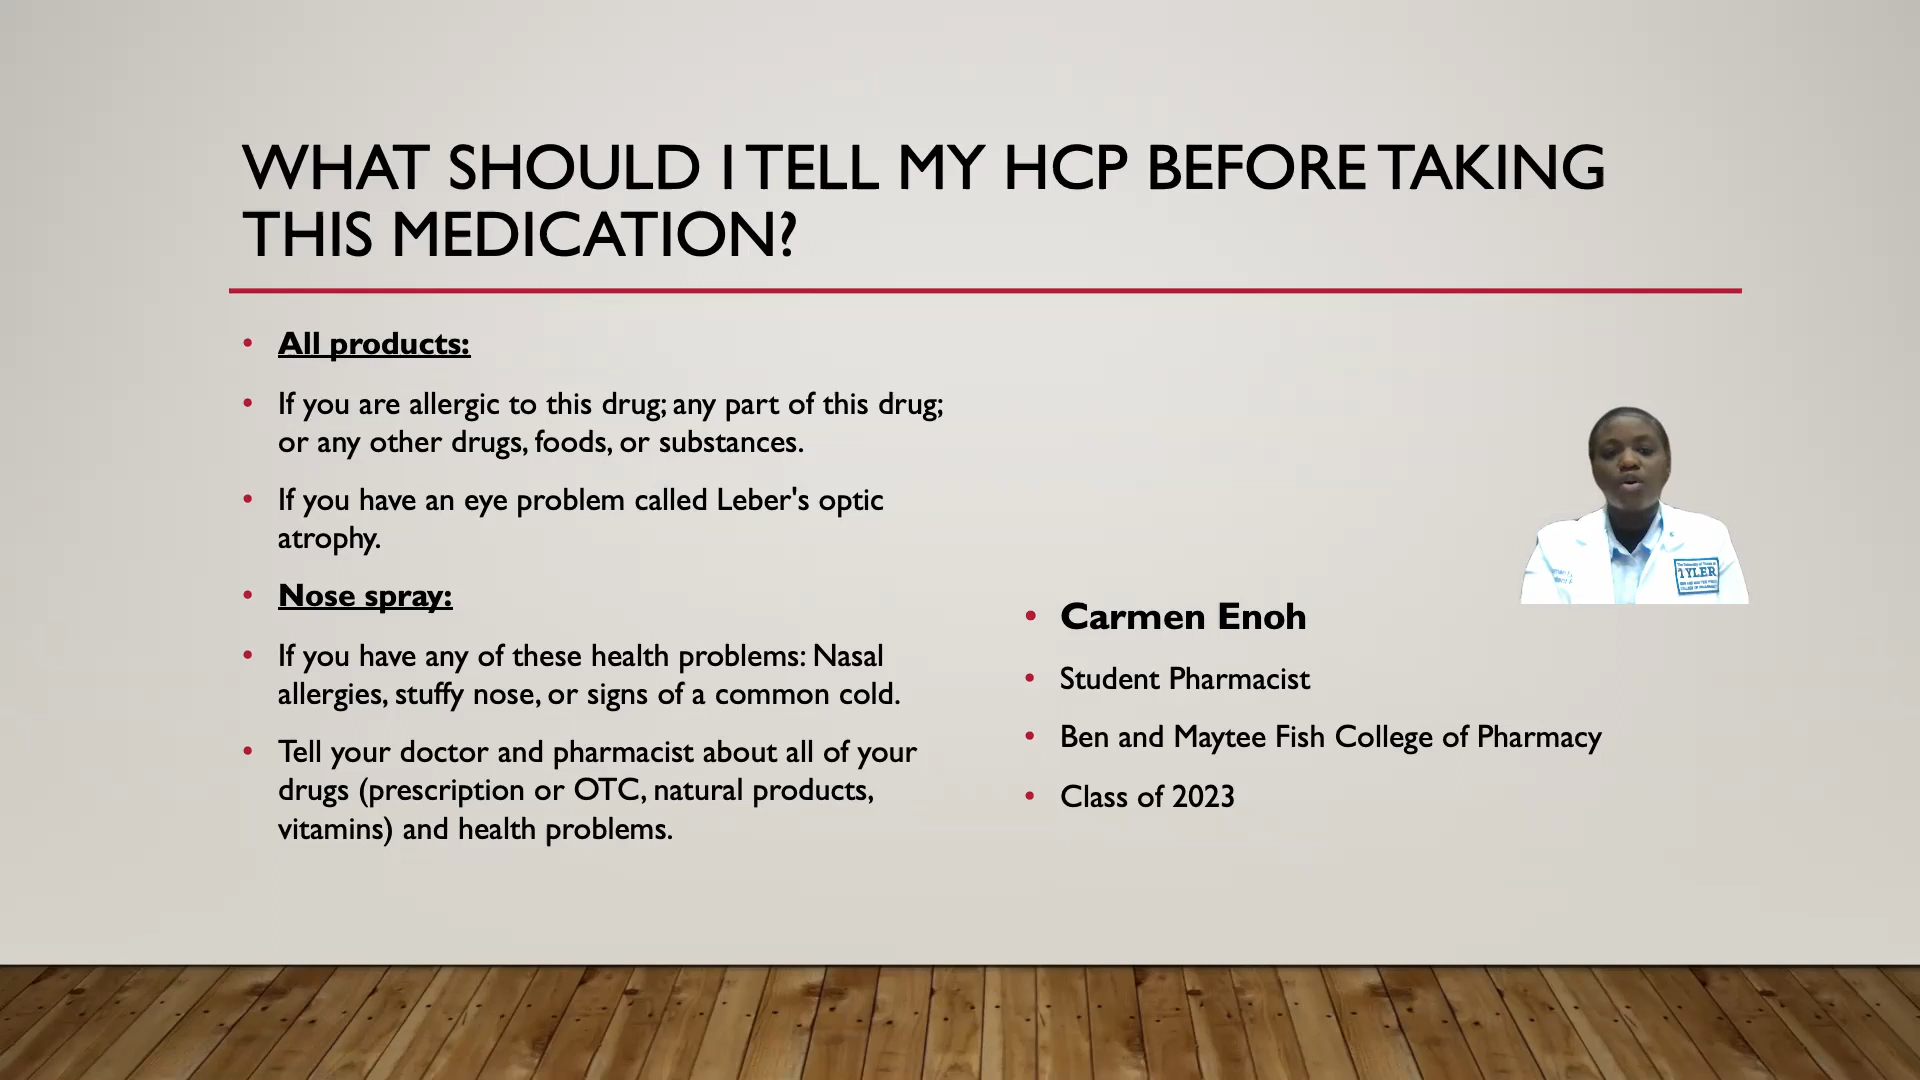 WHAT SHOULD I TELL MY HCP BEFORE TAKING
THIS MEDICATION?
• All products:
• If you are allergic to this drug; any part of this drug;
or any other drugs, foods, or substances.
• If you have an eye problem called Leber's optic
atrophy.
• Nose spray:
• If you have any of these health problems: Nasal
allergies, stuffy nose, or signs of a common cold.
• Tell your doctor and pharmacist about all of your
drugs (prescription or OTC, natural products,
vitamins) and health problems.
TYLER
• Carmen Enoh
• Student Pharmacist
• Ben and Maytee Fish College of Pharmacy
• Class of 2023